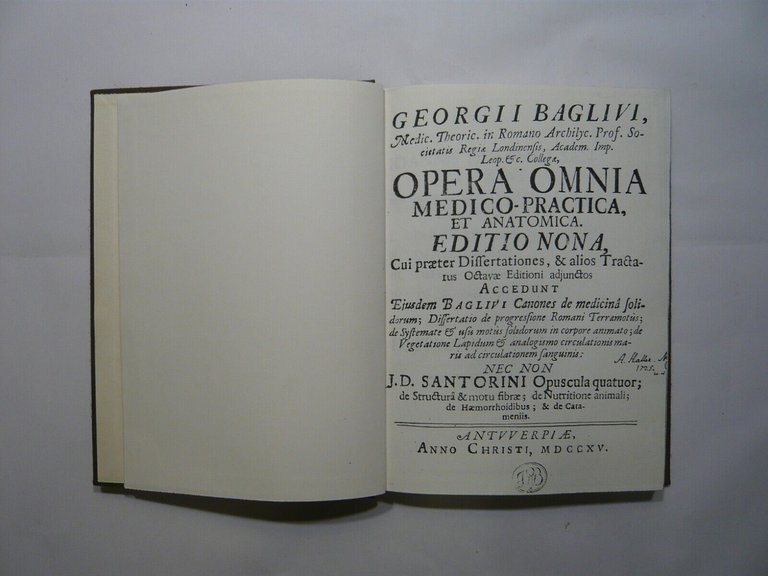 GEORGII BAGLIVI,
Medic. Theoric. in Romano Archilyc. Prof. So-
cietatis Regiæ Londinensis, Academ. Imp.
Leop. & c. Collegæ,
OPERA OMNIA
MEDICO-PRACTICA,
ET ANATOMICA.
EDITIO NONA,
Cui præter Dissertationes, & alios Tracta-
tus Octavæ Editioni adjunctos
ACCEDUNT
Ejusdem BAGLIVI Canones de medicinâ soli-
dorum; Dissertatio de progressione Romani Terramotus;
de Systemate & usu motûs solidorum in corpore animato; de
Vegetatione Lapidum & analogismo circulationis ma-
ris ad circulationem sanguinis:
NEC NON
J.D. SANTORINI Opuscula quatuor;
de Structurâ & motu fibræ; de Nutritione animali;
de Hæmorrhoidibus; & de Cata-
meniis.
A. Haller
1725.
ANTVVERPIÆ,
ANNO CHRISTI, MDCCXV.